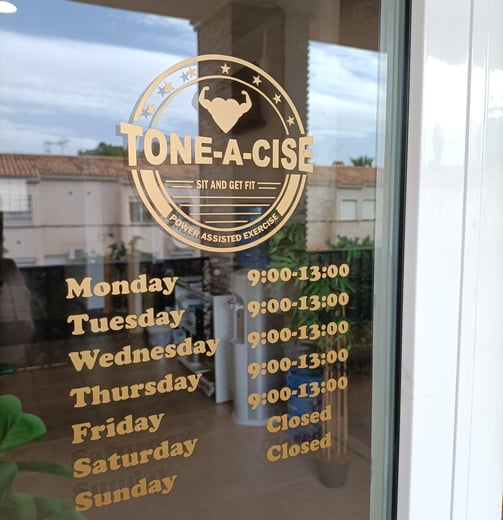 TONE-A-CISE
SIT AND GET FIT
POWER ASSISTED EXERCISE
Monday 9:00-13:00
Tuesday 9:00-13:00
Wednesday 9:00-13:00
Thursday 9:00-13:00
Friday 9:00-13:00
Saturday Closed
Sunday Closed